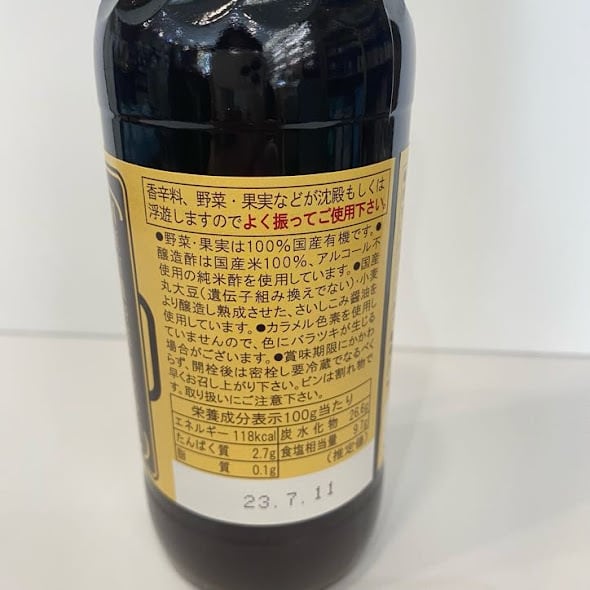 香辛料、野菜・果実などが沈殿もしくは
浮遊しますのでよく振ってご使用下さい。
●野菜・果実は100%国産有機です。●
醸造酢は国産米100%、アルコール不
使用の純米酢を使用しています。●国産
丸大豆(遺伝子組み換えでない)・小麦
より醸造し熟成させた、さいしこみ醤油を
使用しています。●カラメル色素を使用し
ていませんので、色にバラツキが生じる
場合がございます。●賞味期限にかかわ
らず、開栓後は密栓し要冷蔵でなるべく
早くお召し上がり下さい。ビンは割れ物で
す。取り扱いにご注意下さい。
栄養成分表示100g当たり
エネルギー 118kcal 炭水化物 26.6g
たんぱく質 2.7g 食塩相当量 9.7g
脂質 0.1g (推定値)
23.7.11